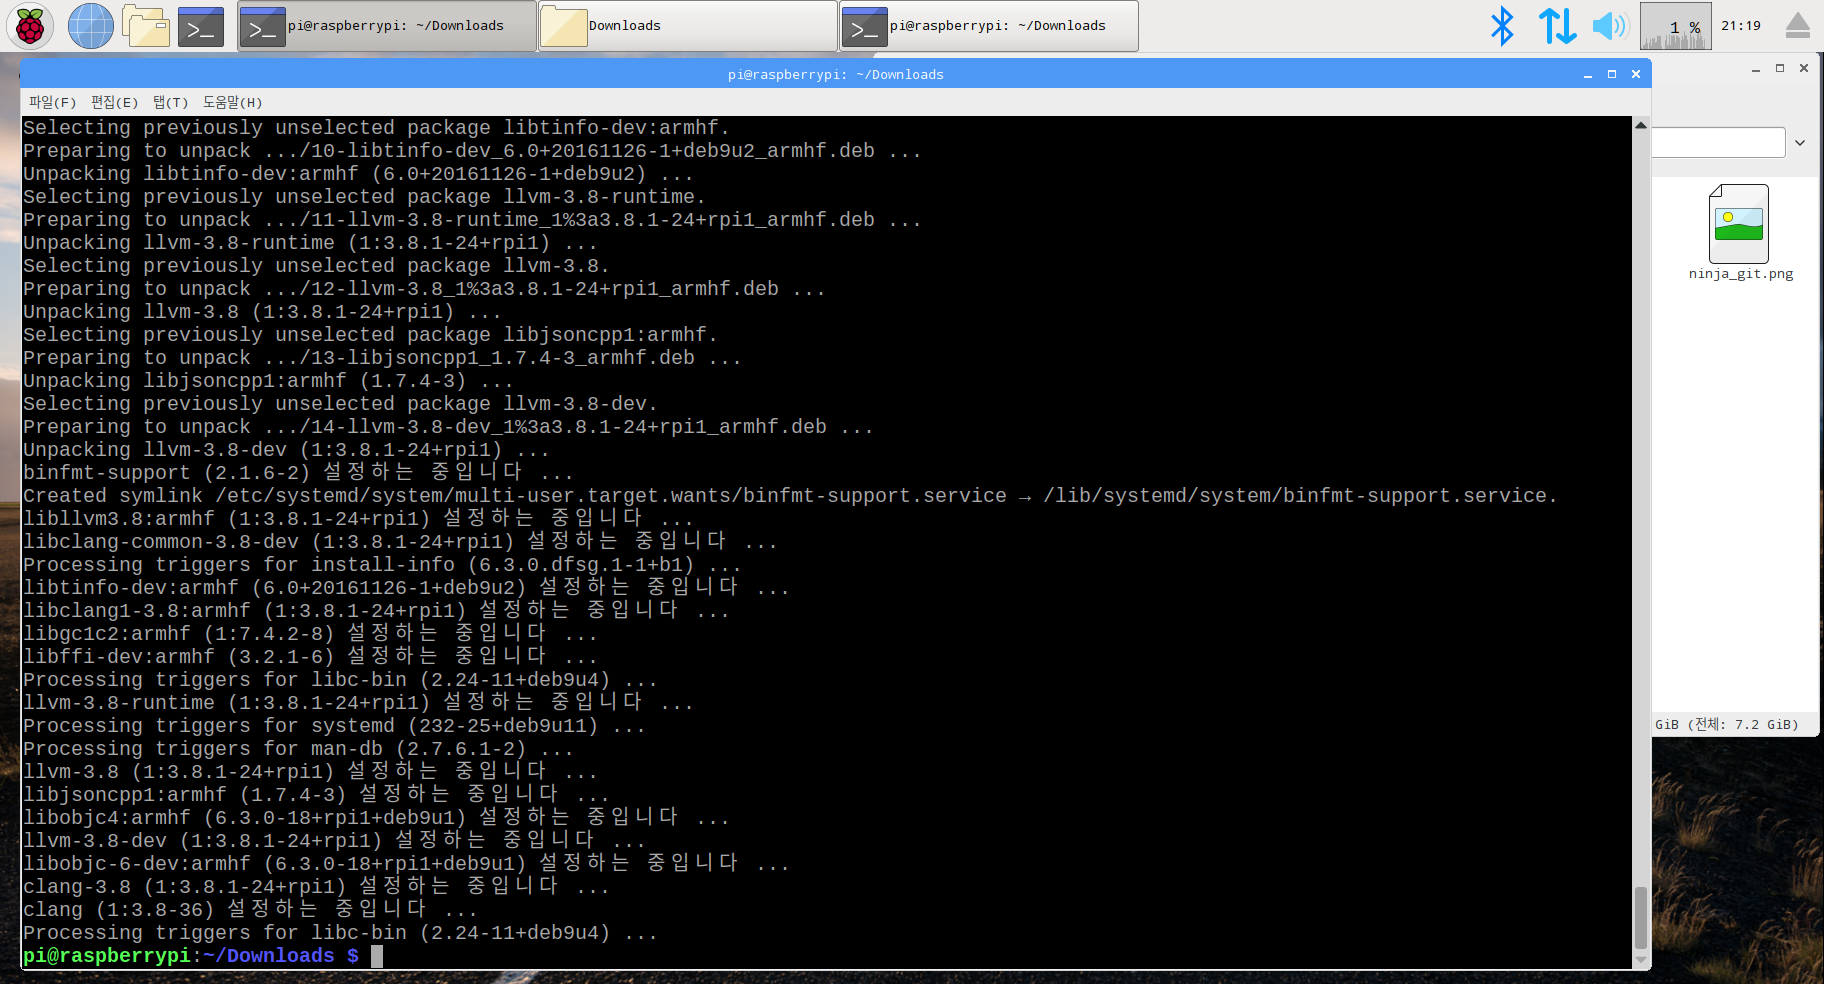 pi@raspberrypi: ~/Downloads
Downloads
pi@raspberrypi: ~/Downloads
1 %
21:19
pi@raspberrypi: ~/Downloads
파일(F) 편집(E) 탭(T) 도움말(H)
Selecting previously unselected package libtinfo-dev:armhf.
Preparing to unpack .../10-libtinfo-dev_6.0+20161126-1+deb9u2_armhf.deb ...
Unpacking libtinfo-dev:armhf (6.0+20161126-1+deb9u2) ...
Selecting previously unselected package llvm-3.8-runtime.
Preparing to unpack .../11-llvm-3.8-runtime_1%3a3.8.1-24+rpi1_armhf.deb ...
Unpacking llvm-3.8-runtime (1:3.8.1-24+rpi1) ...
Selecting previously unselected package llvm-3.8.
Preparing to unpack .../12-llvm-3.8_1%3a3.8.1-24+rpi1_armhf.deb ...
Unpacking llvm-3.8 (1:3.8.1-24+rpi1) ...
Selecting previously unselected package libjsoncpp1:armhf.
Preparing to unpack .../13-libjsoncpp1_1.7.4-3_armhf.deb ...
Unpacking libjsoncpp1:armhf (1.7.4-3) ...
Selecting previously unselected package llvm-3.8-dev.
Preparing to unpack .../14-llvm-3.8-dev_1%3a3.8.1-24+rpi1_armhf.deb ...
Unpacking llvm-3.8-dev (1:3.8.1-24+rpi1) ...
binfmt-support (2.1.6-2) 설정하는 중입니다 ...
Created symlink /etc/systemd/system/multi-user.target.wants/binfmt-support.service → /lib/systemd/system/binfmt-support.service.
libllvm3.8:armhf (1:3.8.1-24+rpi1) 설정하는 중입니다 ...
libclang-common-3.8-dev (1:3.8.1-24+rpi1) 설정하는 중입니다 ...
Processing triggers for install-info (6.3.0.dfsg.1-1+b1) ...
libtinfo-dev:armhf (6.0+20161126-1+deb9u2) 설정하는 중입니다 ...
libclang1-3.8:armhf (1:3.8.1-24+rpi1) 설정하는 중입니다 ...
libgc1c2:armhf (1:7.4.2-8) 설정하는 중입니다 ...
libffi-dev:armhf (3.2.1-6) 설정하는 중입니다 ...
Processing triggers for libc-bin (2.24-11+deb9u4) ...
llvm-3.8-runtime (1:3.8.1-24+rpi1) 설정하는 중입니다 ...
Processing triggers for systemd (232-25+deb9u11) ...
Processing triggers for man-db (2.7.6.1-2) ...
llvm-3.8 (1:3.8.1-24+rpi1) 설정하는 중입니다 ...
libjsoncpp1:armhf (1.7.4-3) 설정하는 중입니다 ...
libobjc4:armhf (6.3.0-18+rpi1+deb9u1) 설정하는 중입니다 ...
llvm-3.8-dev (1:3.8.1-24+rpi1) 설정하는 중입니다 ...
libobjc-6-dev:armhf (6.3.0-18+rpi1+deb9u1) 설정하는 중입니다 ...
clang-3.8 (1:3.8.1-24+rpi1) 설정하는 중입니다 ...
clang (1:3.8-36) 설정하는 중입니다 ...
Processing triggers for libc-bin (2.24-11+deb9u4) ...
pi@raspberrypi:~/Downloads $
ninja_git.png
GiB (전체: 7.2 GiB)